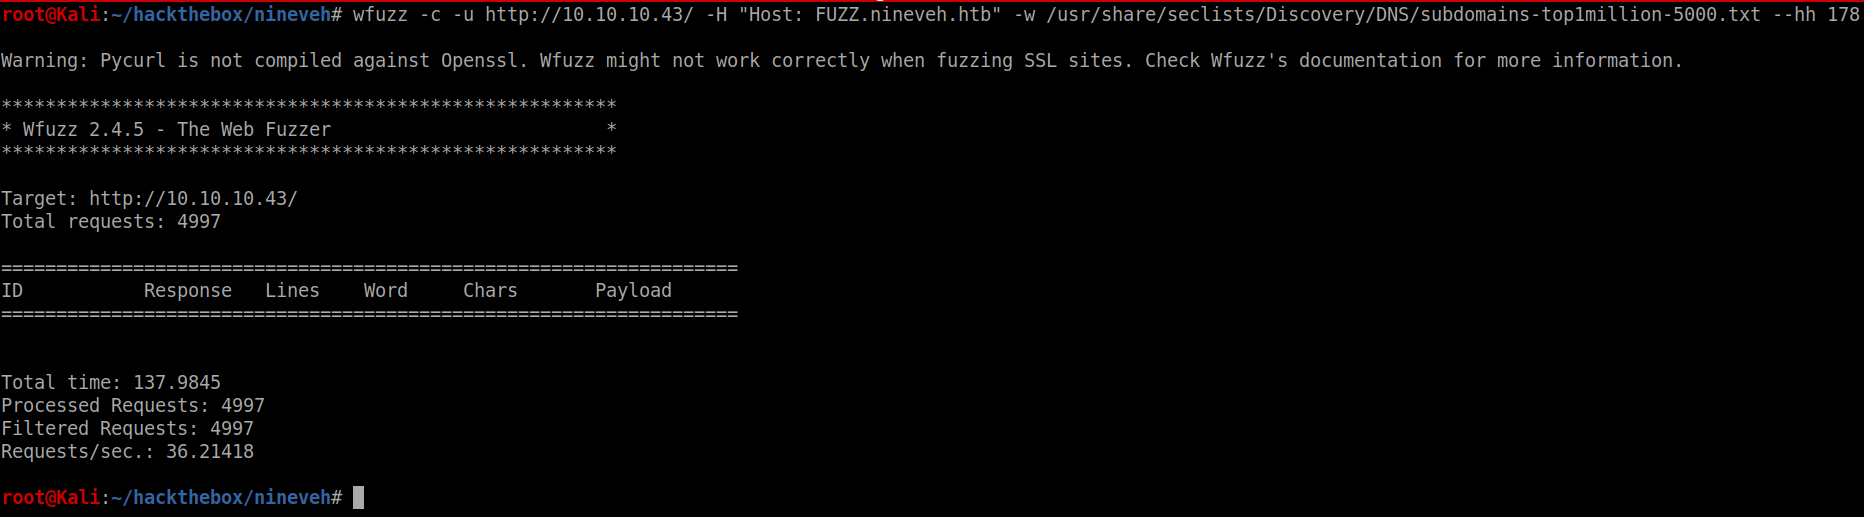 root@Kali:~/hackthebox/nineveh# wfuzz -c -u http://10.10.10.43/ -H "Host: FUZZ.nineveh.htb" -w /usr/share/seclists/Discovery/DNS/subdomains-top1million-5000.txt --hh 178
Warning: Pycurl is not compiled against Openssl. Wfuzz might not work correctly when fuzzing SSL sites. Check Wfuzz's documentation for more information.
********************************************************
* Wfuzz 2.4.5 - The Web Fuzzer                         *
********************************************************
Target: http://10.10.10.43/
Total requests: 4997
===================================================================
ID           Response   Lines    Word     Chars       Payload
===================================================================
Total time: 137.9845
Processed Requests: 4997
Filtered Requests: 4997
Requests/sec.: 36.21418
root@Kali:~/hackthebox/nineveh#